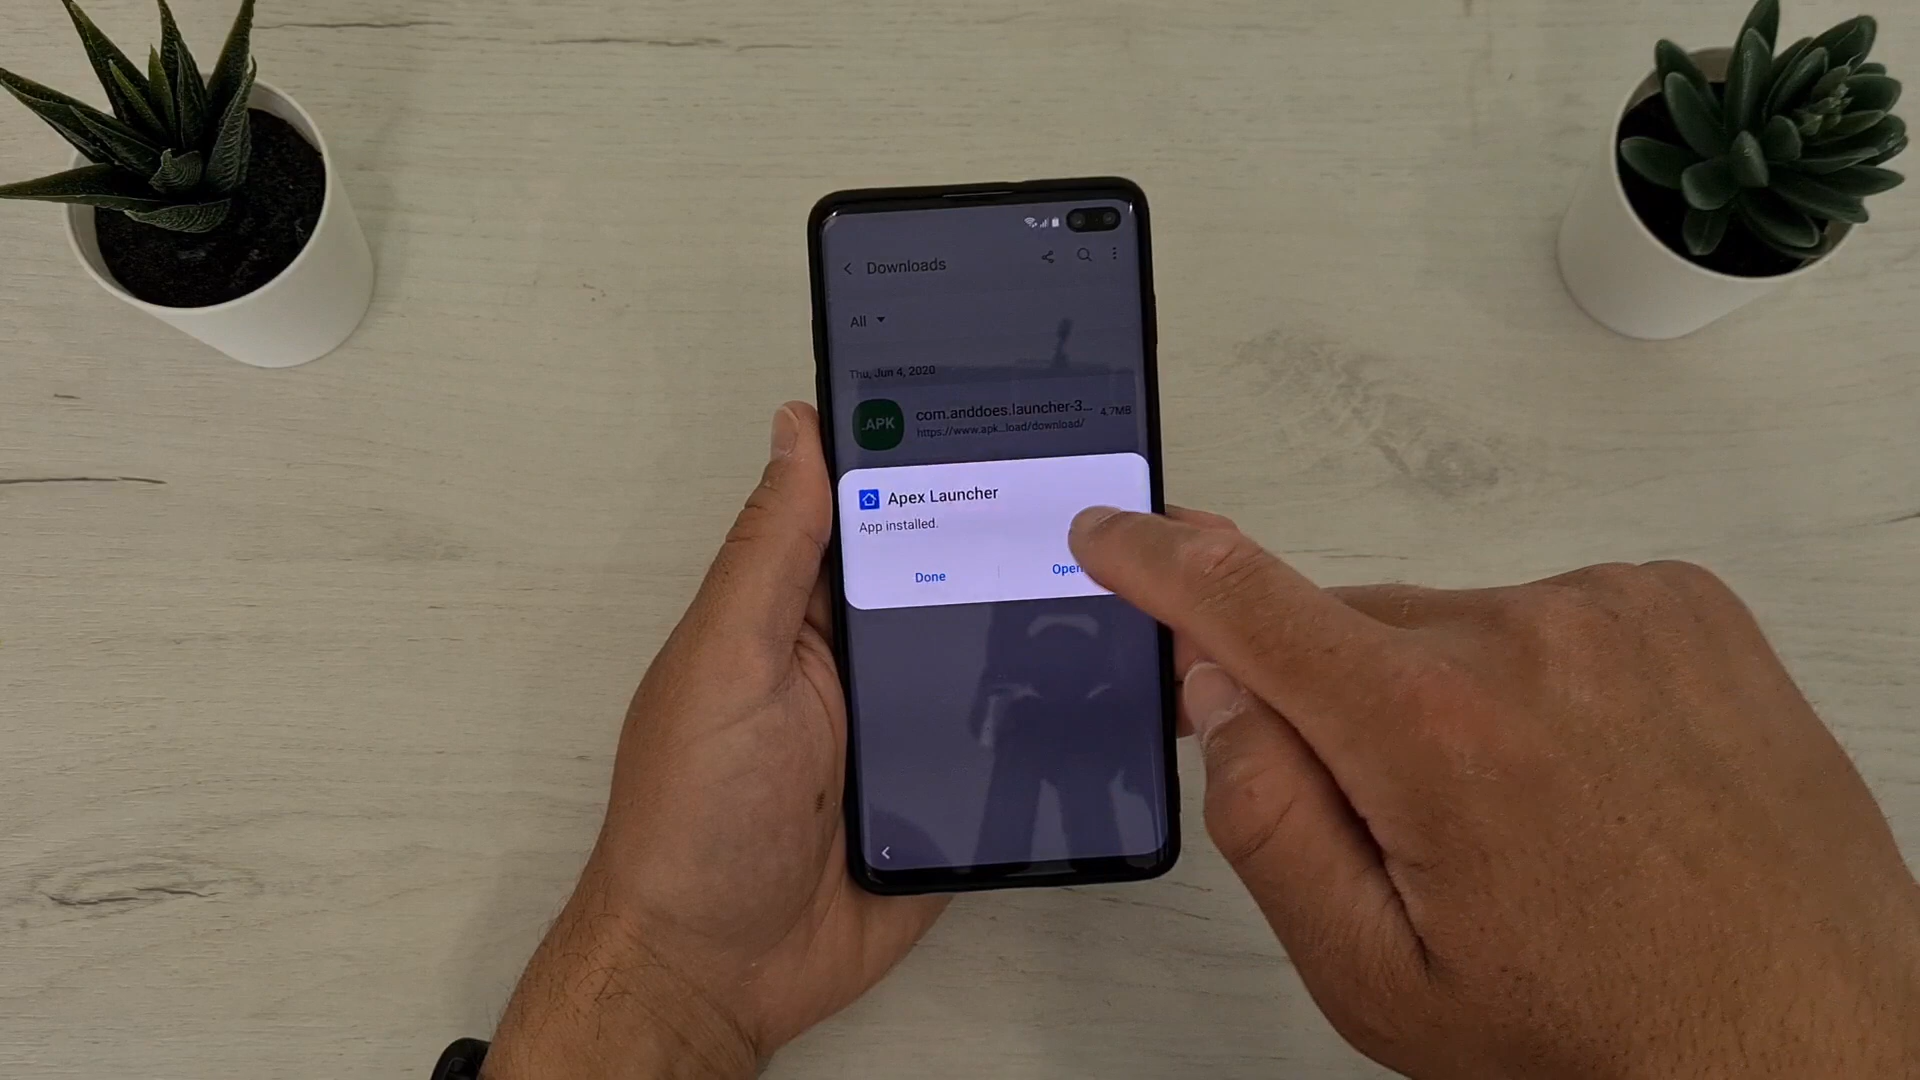 Downloads
All
Thu, Jun 4, 2020
.APK
com.anddoes.launcher-3... 4.7MB
https://www.apk...load/download/
Apex Launcher
App installed.
Done
Open